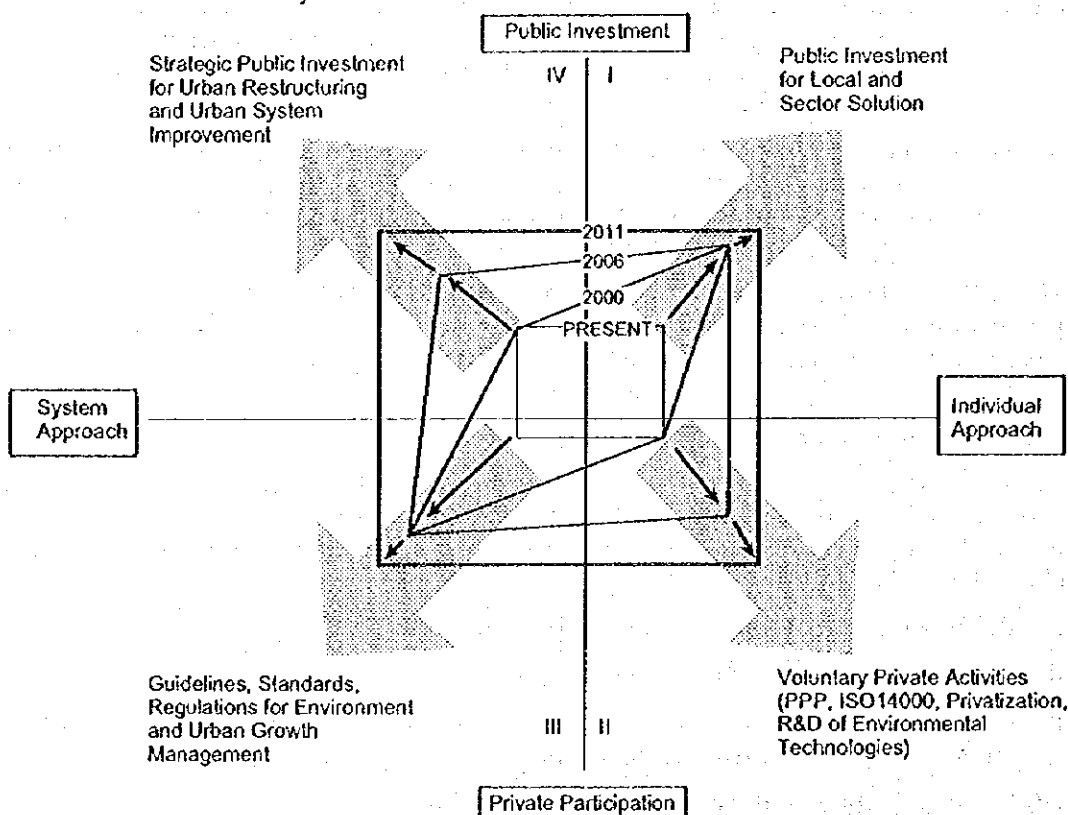 Public Investment
Strategic Public Investment
for Urban Restructuring
and Urban System
Improvement
IV
I
Public Investment
for Local and
Sector Solution
2011
2006
2000
PRESENT
System
Approach
Individual
Approach
Guidelines, Standards,
Regulations for Environment
and Urban Growth
Management
III
II
Voluntary Private Activities
(PPP, ISO14000, Privatization,
R&D of Environmental
Technologies)
Private Participation